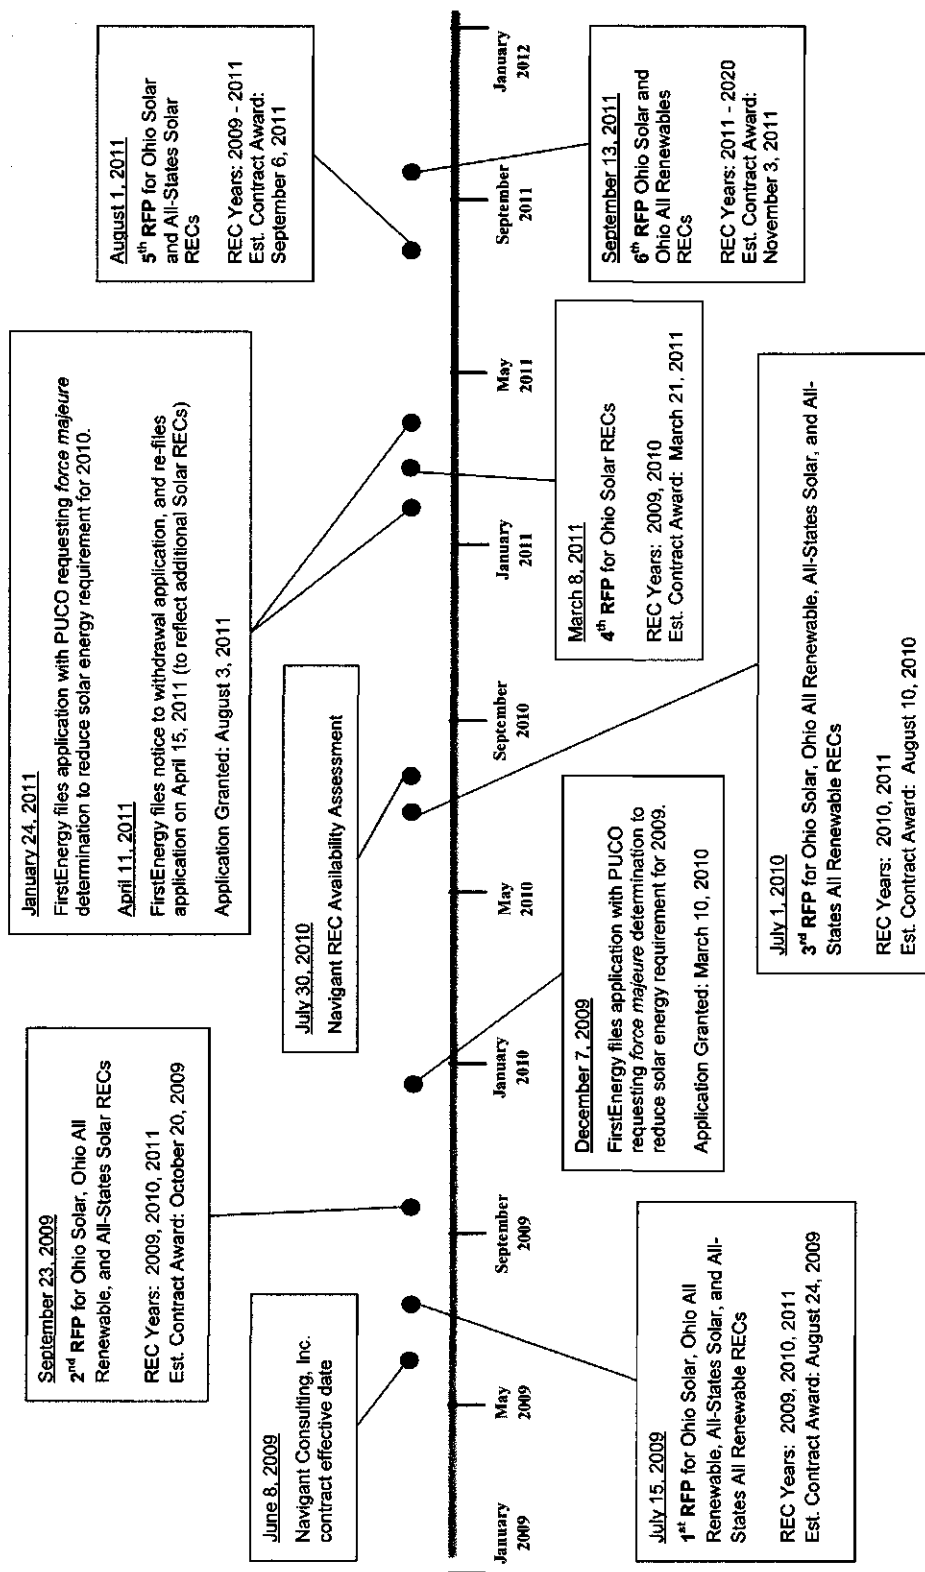 January 24, 2011
FirstEnergy files application with PUCO requesting force majeure
determination to reduce solar energy requirement for 2010.
April 11, 2011
FirstEnergy files notice to withdrawal application, and re-files
application on April 15, 2011 (to reflect additional Solar RECs)
Application Granted: August 3, 2011
August 1, 2011
5th RFP for Ohio Solar
and All-States Solar
RECs
REC Years: 2009 - 2011
Est. Contract Award:
September 6, 2011
September 23, 2009
2nd RFP for Ohio Solar, Ohio All
Renewable, and All-States Solar RECs
REC Years: 2009, 2010, 2011
Est. Contract Award: October 20, 2009
June 8, 2009
Navigant Consulting, Inc.
contract effective date
July 30, 2010
Navigant REC Availability Assessment
January
2009
May
2009
September
2009
January
2010
May
2010
September
2010
January
2011
May
2011
September
2011
January
2012
July 15, 2009
1st RFP for Ohio Solar, Ohio All
Renewable, All-States Solar, and All-
States All Renewable RECs
REC Years: 2009, 2010, 2011
Est. Contract Award: August 24, 2009
December 7, 2009
FirstEnergy files application with PUCO
requesting force majeure determination to
reduce solar energy requirement for 2009.
Application Granted: March 10, 2010
March 8, 2011
4th RFP for Ohio Solar RECs
REC Years: 2009, 2010
Est. Contract Award: March 21, 2011
September 13, 2011
6th RFP Ohio Solar and
Ohio All Renewables
RECs
REC Years: 2011 - 2020
Est. Contract Award:
November 3, 2011
July 1, 2010
3rd RFP for Ohio Solar, Ohio All Renewable, All-States Solar, and All-
States All Renewable RECs
REC Years: 2010, 2011
Est. Contract Award: August 10, 2010